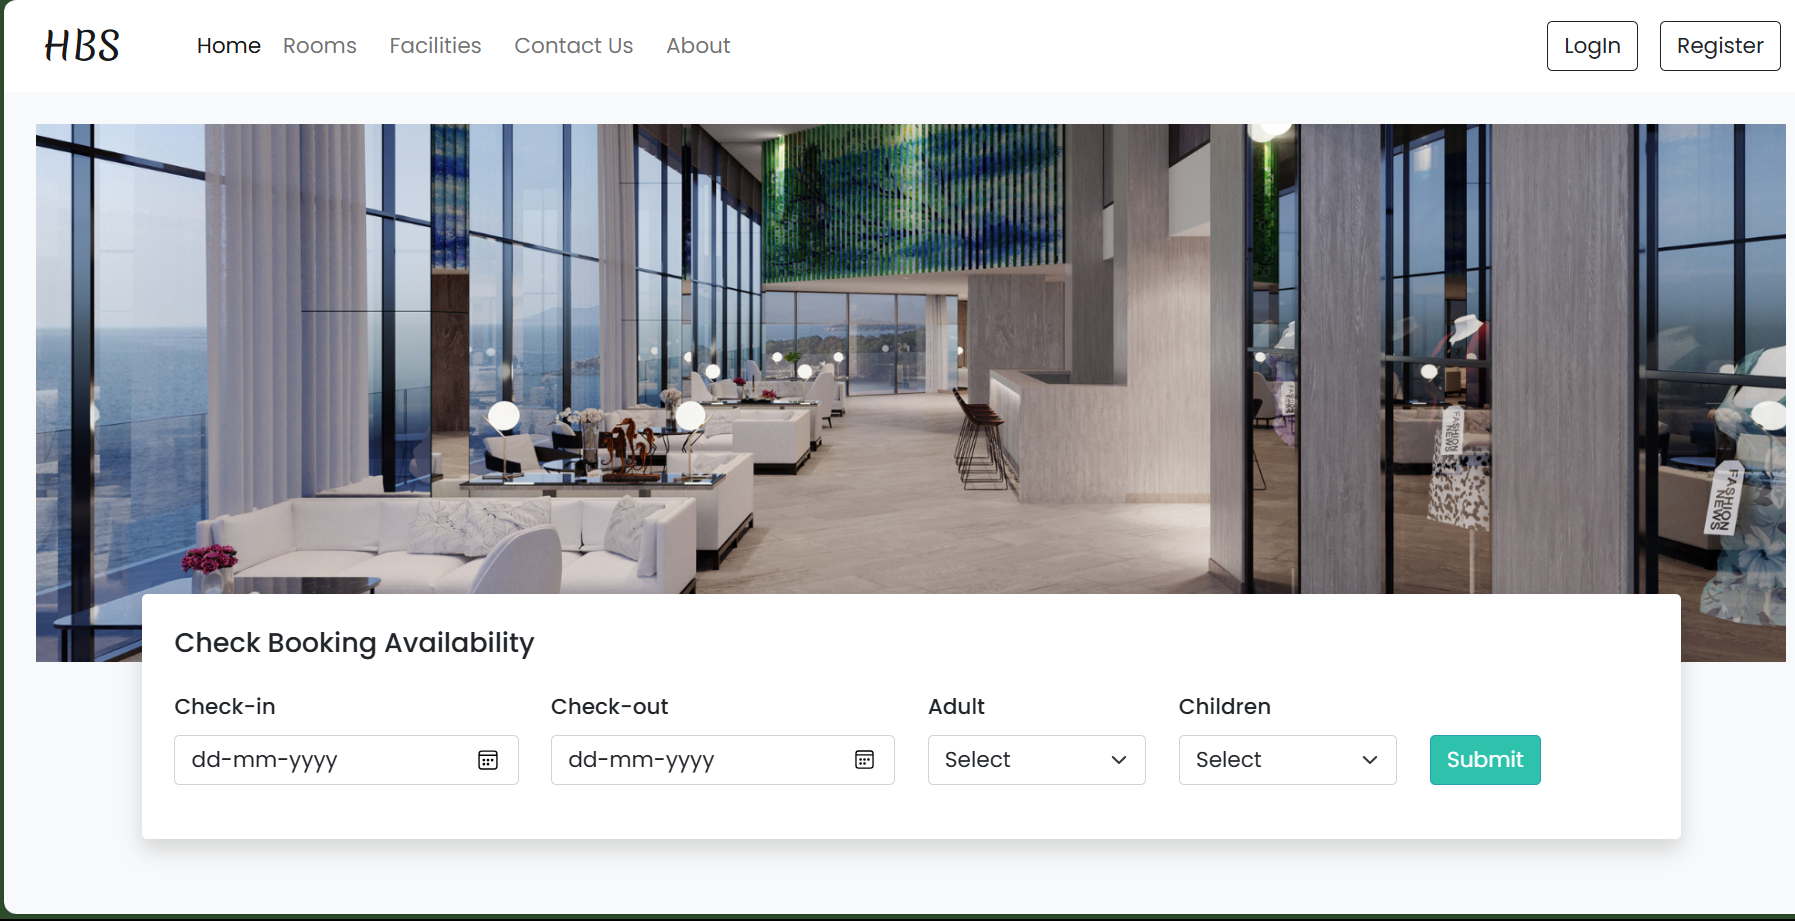 HBS Home Rooms Facilities Contact Us About LogIn Register
FASHION NEWS
FASHION NEWS
Check Booking Availability
Check-in Check-out Adult Children
dd-mm-yyyy dd-mm-yyyy Select Select Submit